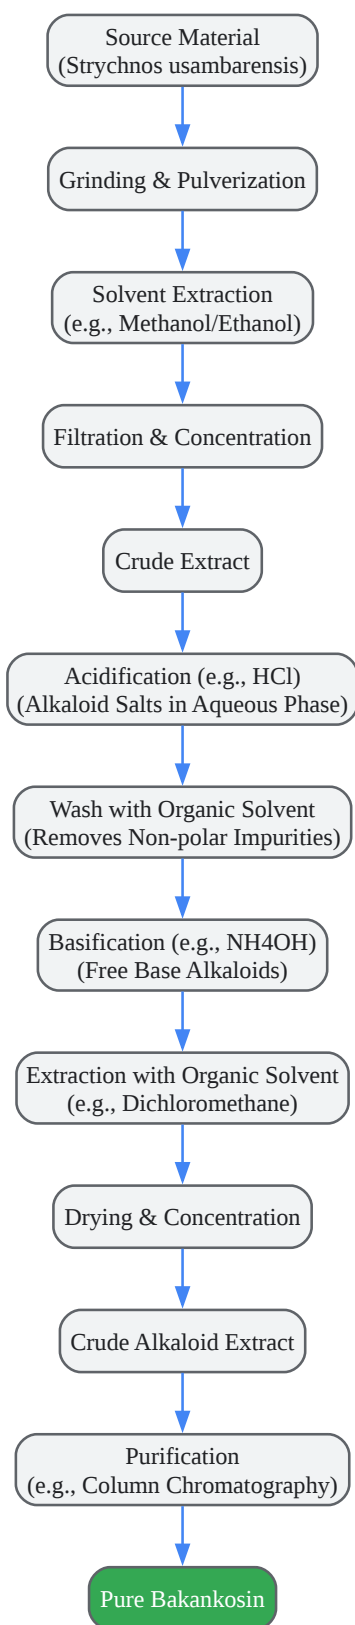 Source Material
(Strychnos usambarensis)
Grinding & Pulverization
Solvent Extraction
(e.g., Methanol/Ethanol)
Filtration & Concentration
Crude Extract
Acidification (e.g., HCl)
(Alkaloid Salts in Aqueous Phase)
Wash with Organic Solvent
(Removes Non-polar Impurities)
Basification (e.g., NH4OH)
(Free Base Alkaloids)
Extraction with Organic Solvent
(e.g., Dichloromethane)
Drying & Concentration
Crude Alkaloid Extract
Purification
(e.g., Column Chromatography)
Pure Bakankosin